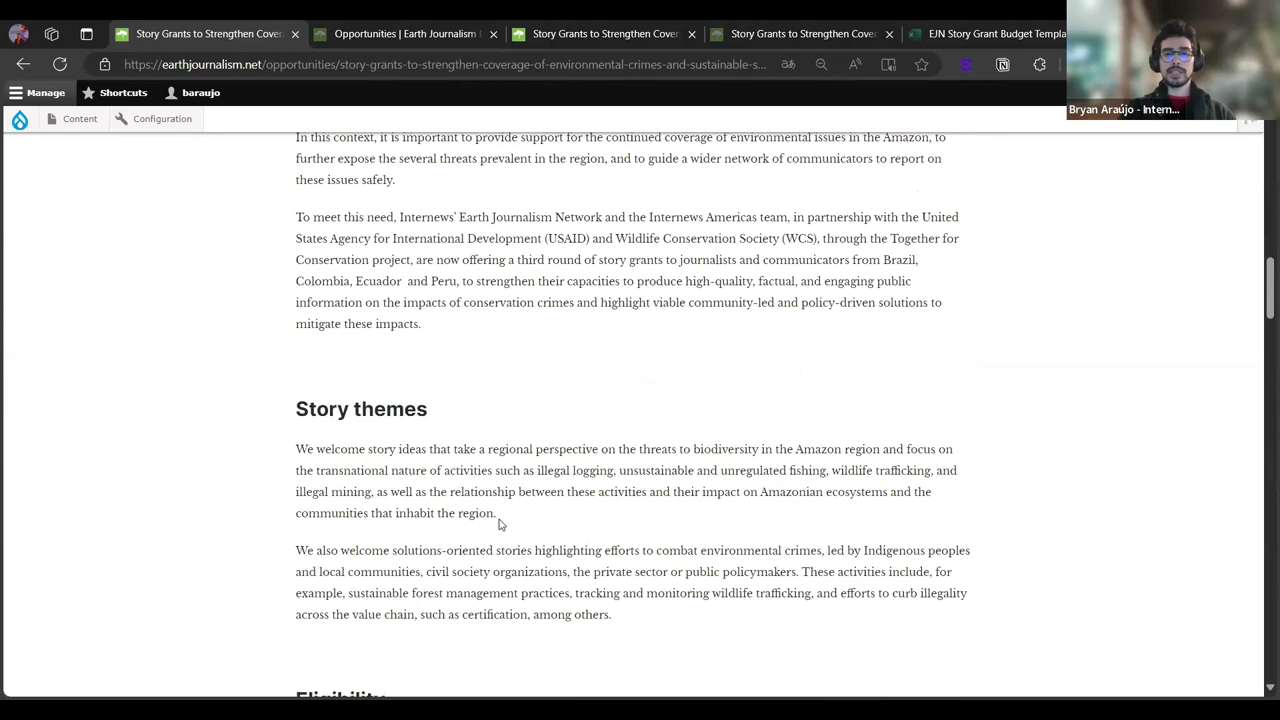 Story Grants to Strengthen Cover
Opportunities | Earth Journalism
Story Grants to Strengthen Cover
Story Grants to Strengthen Cover
EJN Story Grant Budget Templa
https://earthjournalism.net/opportunities/story-grants-to-strengthen-coverage-of-environmental-crimes-and-sustainable-s...
Bryan Araújo - Intern...
Manage
Shortcuts
baraujo
Content
Configuration
In this context, it is important to provide support for the continued coverage of environmental issues in the Amazon, to
further expose the several threats prevalent in the region, and to guide a wider network of communicators to report on
these issues safely.
To meet this need, Internews' Earth Journalism Network and the Internews Americas team, in partnership with the United
States Agency for International Development (USAID) and Wildlife Conservation Society (WCS), through the Together for
Conservation project, are now offering a third round of story grants to journalists and communicators from Brazil,
Colombia, Ecuador and Peru, to strengthen their capacities to produce high-quality, factual, and engaging public
information on the impacts of conservation crimes and highlight viable community-led and policy-driven solutions to
mitigate these impacts.
Story themes
We welcome story ideas that take a regional perspective on the threats to biodiversity in the Amazon region and focus on
the transnational nature of activities such as illegal logging, unsustainable and unregulated fishing, wildlife trafficking, and
illegal mining, as well as the relationship between these activities and their impact on Amazonian ecosystems and the
communities that inhabit the region.
We also welcome solutions-oriented stories highlighting efforts to combat environmental crimes, led by Indigenous peoples
and local communities, civil society organizations, the private sector or public policymakers. These activities include, for
example, sustainable forest management practices, tracking and monitoring wildlife trafficking, and efforts to curb illegality
across the value chain, such as certification, among others.
Eligibility